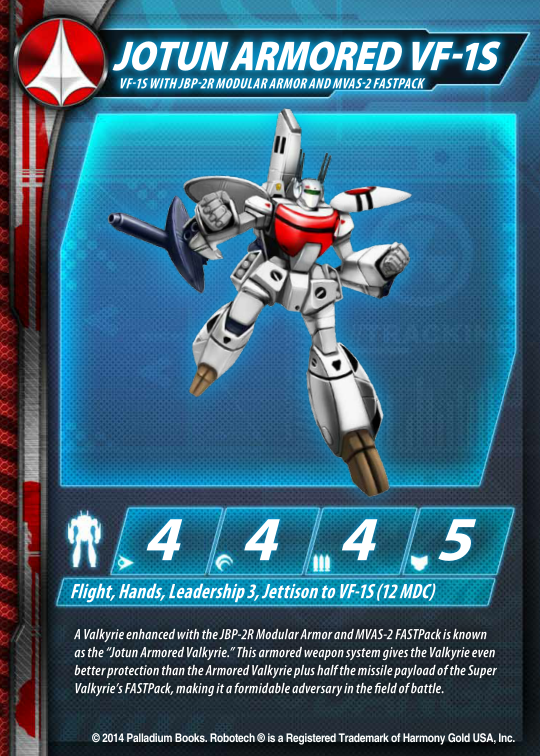 JOTUN ARMORED VF-1S
VF-1S WITH JBP-2R MODULAR ARMOR AND MVAS-2 FASTPACK
4 4 4 5
Flight, Hands, Leadership 3, Jettison to VF-1S (12 MDC)
A Valkyrie enhanced with the JBP-2R Modular Armor and MVAS-2 FASTPack is known
as the “Jotun Armored Valkyrie.” This armored weapon system gives the Valkyrie even
better protection than the Armored Valkyrie plus half the missile payload of the Super
Valkyrie’s FASTPack, making it a formidable adversary in the field of battle.
© 2014 Palladium Books. Robotech ® is a Registered Trademark of Harmony Gold USA, Inc.